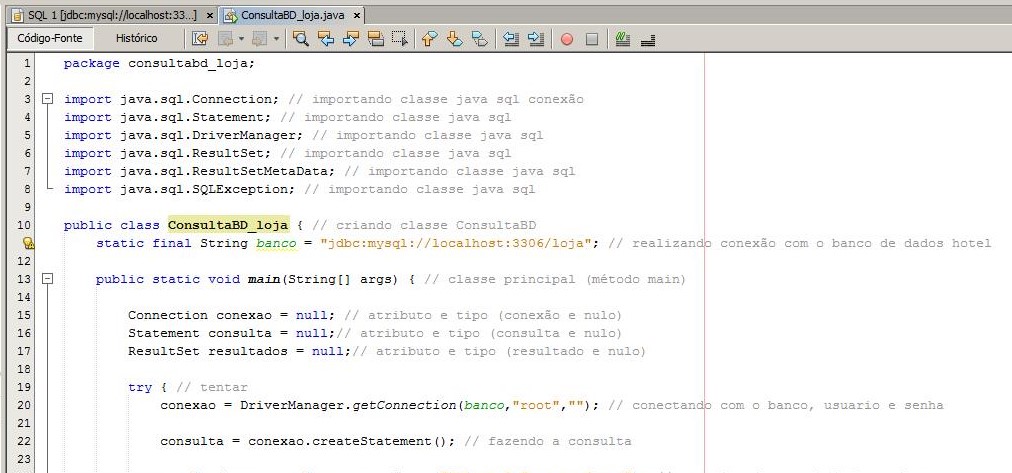 SQL 1 [jdbc:mysql://localhost:33...] ConsultaBD_loja.java
Código-Fonte Histórico
1 package consultabd_loja;
2
3 import java.sql.Connection; // importando classe java sql conexão
4 import java.sql.Statement; // importando classe java sql
5 import java.sql.DriverManager; // importando classe java sql
6 import java.sql.ResultSet; // importando classe java sql
7 import java.sql.ResultSetMetaData; // importando classe java sql
8 import java.sql.SQLException; // importando classe java sql
9
10 public class ConsultaBD_loja { // criando classe ConsultaBD
static final String banco = "jdbc:mysql://localhost:3306/loja"; // realizando conexão com o banco de dados hotel
12
13 public static void main(String[] args) { // classe principal (método main)
14
15 Connection conexao = null; // atributo e tipo (conexão e nulo)
16 Statement consulta = null;// atributo e tipo (consulta e nulo)
17 ResultSet resultados = null;// atributo e tipo (resultado e nulo)
18
19 try { // tentar
20 conexao = DriverManager.getConnection(banco,"root",""); // conectando com o banco, usuario e senha
21
22 consulta = conexao.createStatement(); // fazendo a consulta
23